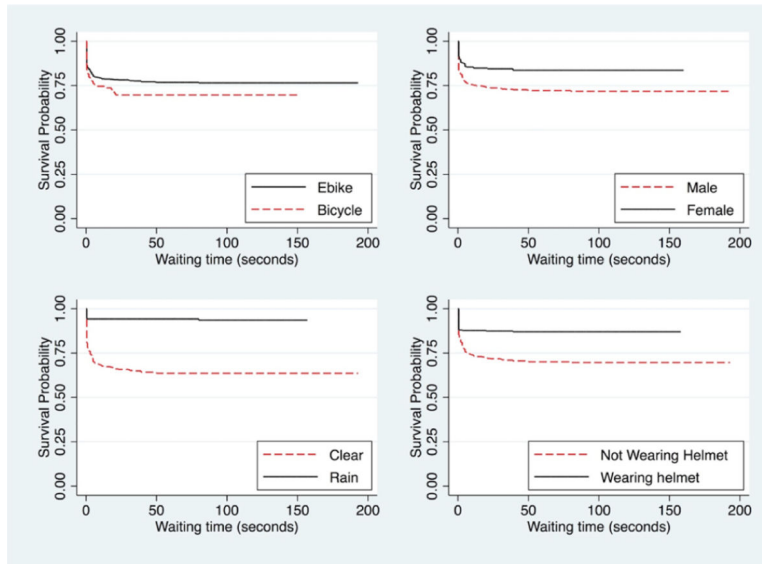 Survival Probability
1.00
0.75
0.50
0.25
0.00
Ebike
Bicycle
0 50 100 150 200
Waiting time (seconds)
Survival Probability
1.00
0.75
0.50
0.25
0.00
Male
Female
0 50 100 150 200
Waiting time (seconds)
Survival Probability
1.00
0.75
0.50
0.25
0.00
Clear
Rain
0 50 100 150 200
Waiting time (seconds)
Survival Probability
1.00
0.75
0.50
0.25
0.00
Not Wearing Helmet
Wearing helmet
0 50 100 150 200
Waiting time (seconds)